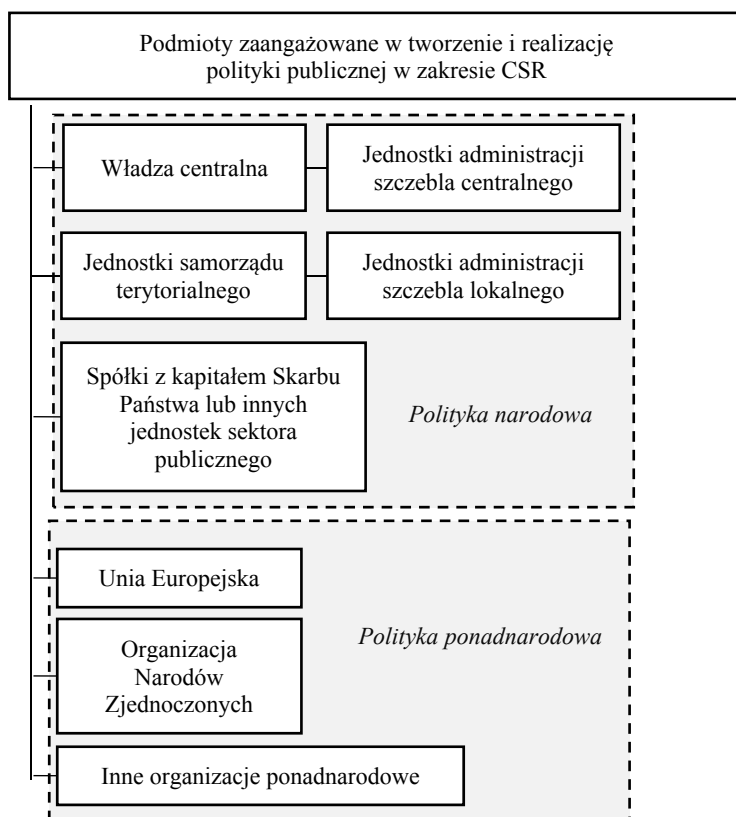 Podmioty zaangażowane w tworzenie i realizację
polityki publicznej w zakresie CSR
Władza centralna
Jednostki administracji
szczebla centralnego
Jednostki samorządu
terytorialnego
Jednostki administracji
szczebla lokalnego
Spółki z kapitałem Skarbu
Państwa lub innych
jednostek sektora
publicznego
Polityka narodowa
Unia Europejska
Polityka ponadnarodowa
Organizacja
Narodów
Zjednoczonych
Inne organizacje ponadnarodowe